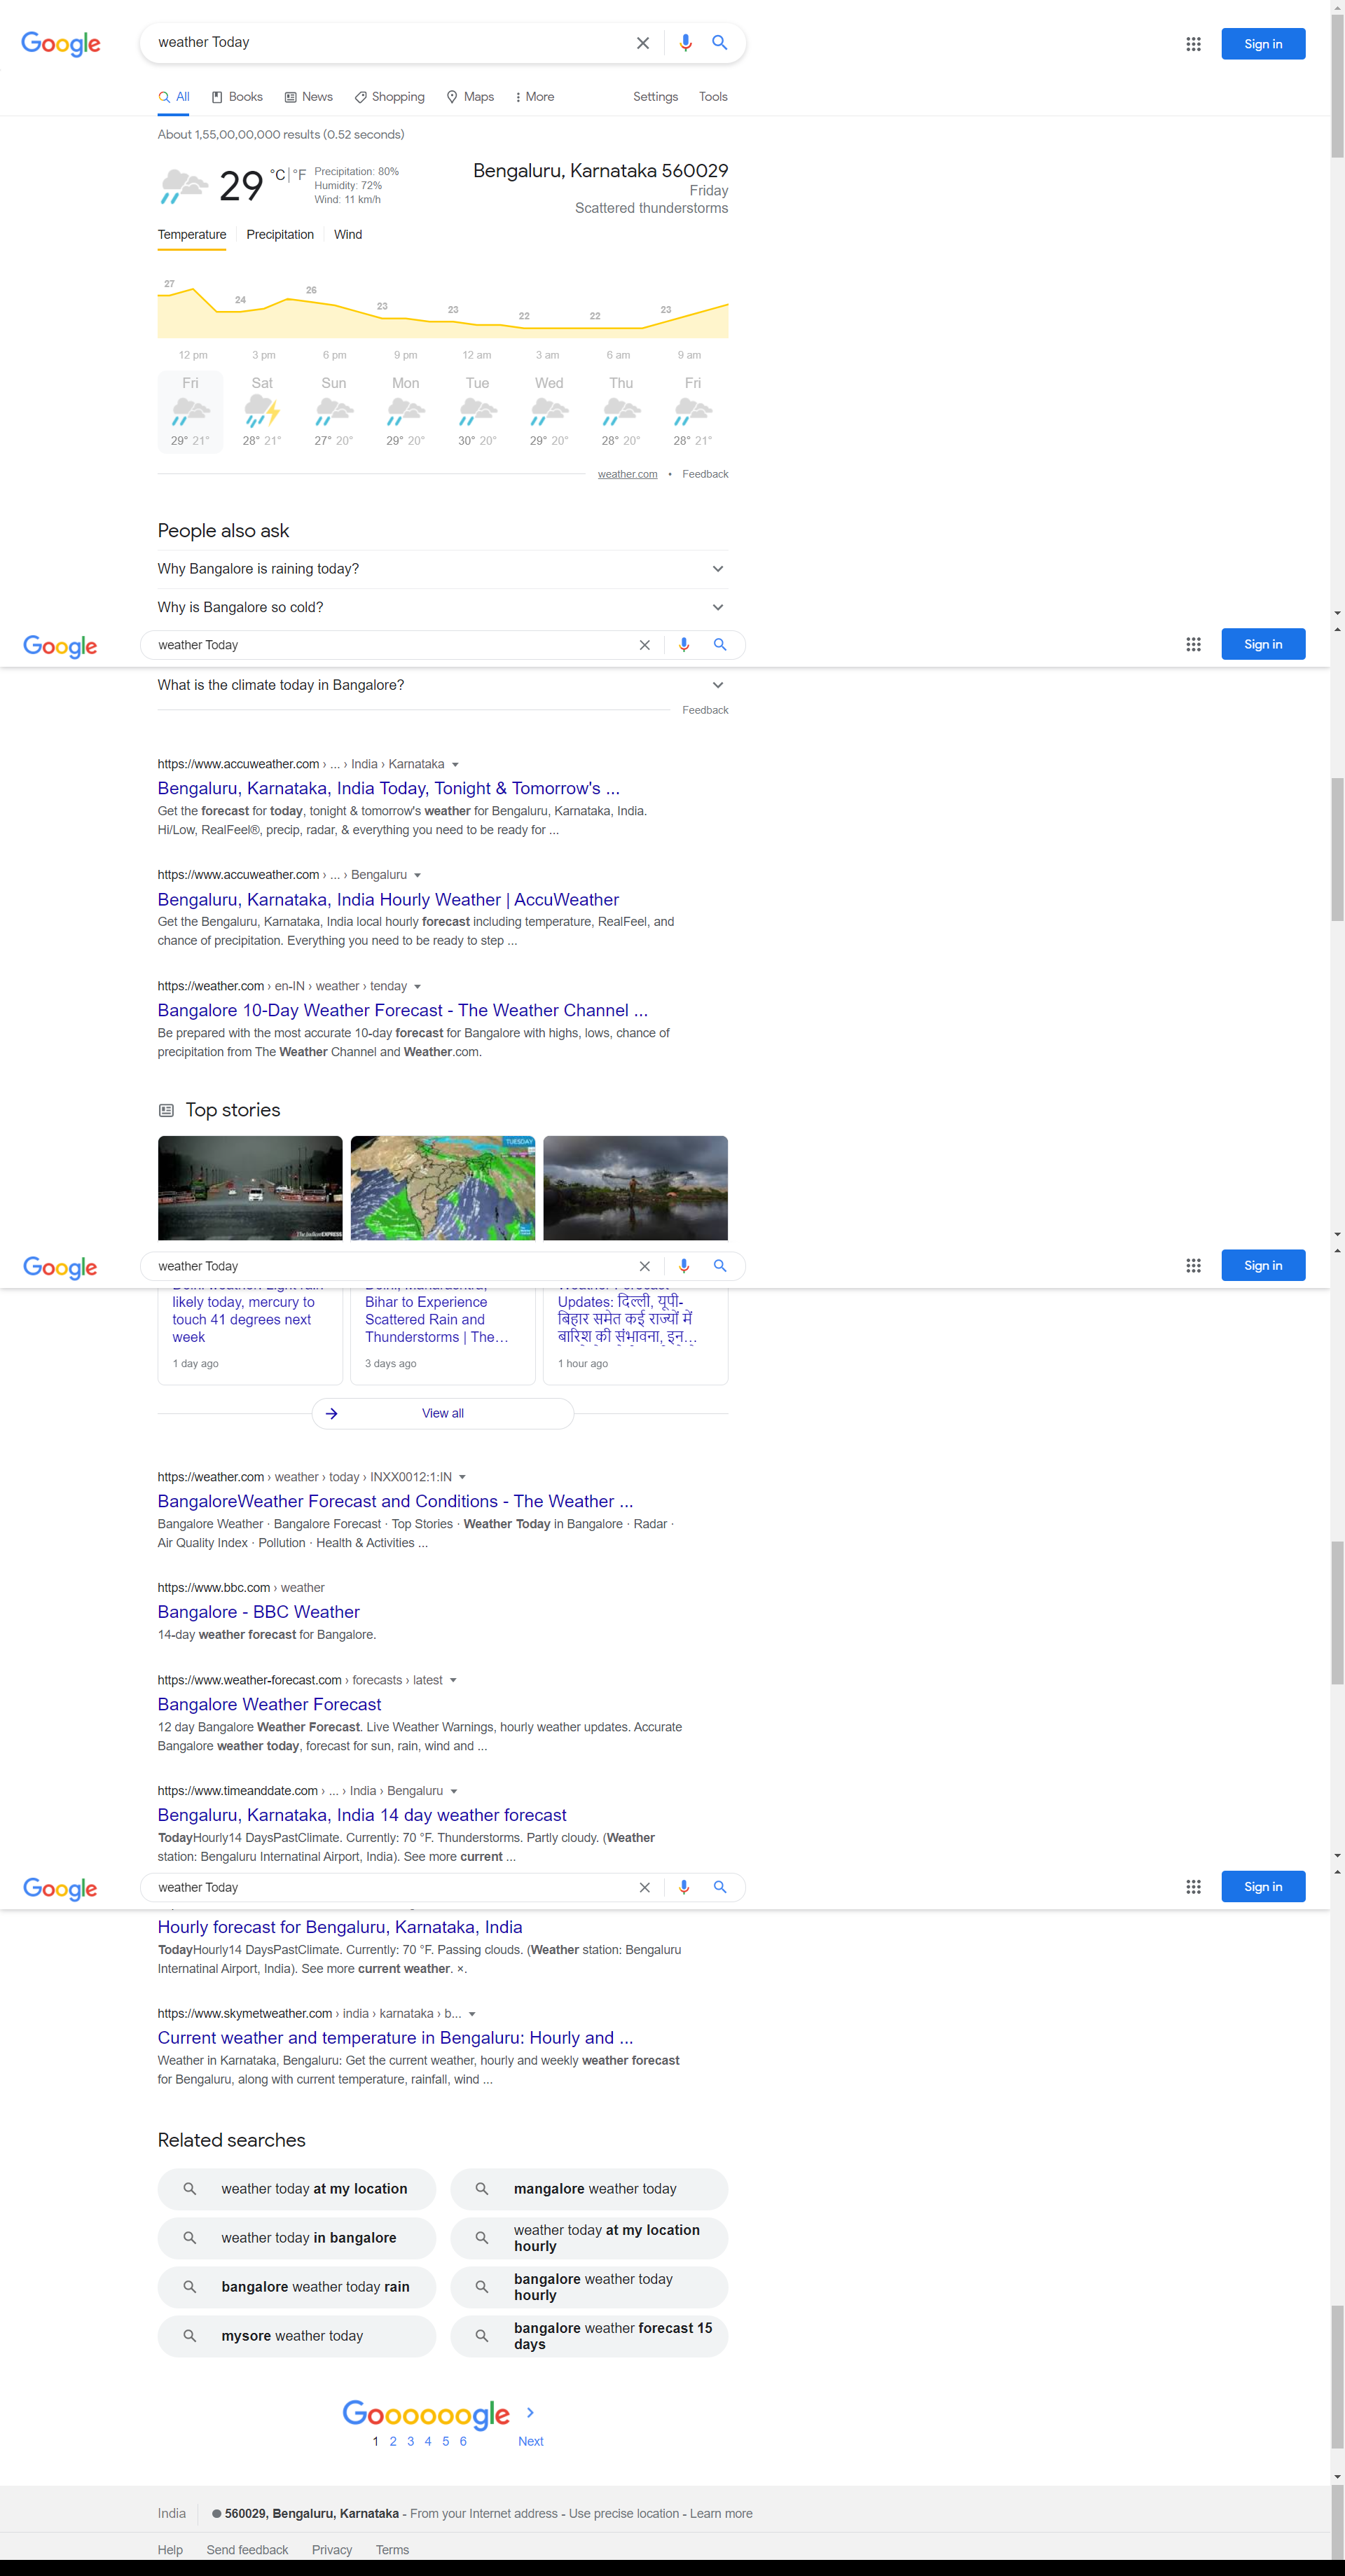 Google
weather Today
Sign in
All Books News Shopping Maps More Settings Tools
About 1,55,00,00,000 results (0.52 seconds)
29 °C | °F
Precipitation: 80%
Humidity: 72%
Wind: 11 km/h
Bengaluru, Karnataka 560029
Friday
Scattered thunderstorms
Temperature Precipitation Wind
27 24 26 23 23 22 22 23
12 pm 3 pm 6 pm 9 pm 12 am 3 am 6 am 9 am
Fri Sat Sun Mon Tue Wed Thu Fri
29° 21° 28° 21° 27° 20° 29° 20° 30° 20° 29° 20° 28° 20° 28° 21°
weather.com • Feedback
People also ask
Why Bangalore is raining today?
Why is Bangalore so cold?
Google
weather Today
Sign in
What is the climate today in Bangalore?
Feedback
https://www.accuweather.com › ... › India › Karnataka
Bengaluru, Karnataka, India Today, Tonight & Tomorrow's ...
Get the forecast for today, tonight & tomorrow's weather for Bengaluru, Karnataka, India.
Hi/Low, RealFeel®, precip, radar, & everything you need to be ready for ...
https://www.accuweather.com › ... › Bengaluru
Bengaluru, Karnataka, India Hourly Weather | AccuWeather
Get the Bengaluru, Karnataka, India local hourly forecast including temperature, RealFeel, and
chance of precipitation. Everything you need to be ready to step ...
https://weather.com › en-IN › weather › tenday
Bangalore 10-Day Weather Forecast - The Weather Channel ...
Be prepared with the most accurate 10-day forecast for Bangalore with highs, lows, chance of
precipitation from The Weather Channel and Weather.com.
Top stories
TUESDAY
Google
weather Today
Sign in
likely today, mercury to
touch 41 degrees next
week
1 day ago
Bihar to Experience
Scattered Rain and
Thunderstorms | The...
3 days ago
Updates: दिल्ली, यूपी-
बिहार समेत कई राज्यों में
बारिश की संभावना, इन...
1 hour ago
View all
https://weather.com › weather › today › INXX0012:1:IN
BangaloreWeather Forecast and Conditions - The Weather ...
Bangalore Weather · Bangalore Forecast · Top Stories · Weather Today in Bangalore · Radar ·
Air Quality Index · Pollution · Health & Activities ...
https://www.bbc.com › weather
Bangalore - BBC Weather
14-day weather forecast for Bangalore.
https://www.weather-forecast.com › forecasts › latest
Bangalore Weather Forecast
12 day Bangalore Weather Forecast. Live Weather Warnings, hourly weather updates. Accurate
Bangalore weather today, forecast for sun, rain, wind and ...
https://www.timeanddate.com › ... › India › Bengaluru
Bengaluru, Karnataka, India 14 day weather forecast
TodayHourly14 DaysPastClimate. Currently: 70 °F. Thunderstorms. Partly cloudy. (Weather
station: Bengaluru Internatinal Airport, India). See more current ...
Google
weather Today
Sign in
Hourly forecast for Bengaluru, Karnataka, India
TodayHourly14 DaysPastClimate. Currently: 70 °F. Passing clouds. (Weather station: Bengaluru
Internatinal Airport, India). See more current weather. ×.
https://www.skymetweather.com › india › karnataka › b...
Current weather and temperature in Bengaluru: Hourly and ...
Weather in Karnataka, Bengaluru: Get the current weather, hourly and weekly weather forecast
for Bengaluru, along with current temperature, rainfall, wind ...
Related searches
weather today at my location
mangalore weather today
weather today in bangalore
weather today at my location
hourly
bangalore weather today rain
bangalore weather today
hourly
mysore weather today
bangalore weather forecast 15
days
Goooooogle
1 2 3 4 5 6 Next
India 560029, Bengaluru, Karnataka - From your Internet address - Use precise location - Learn more
Help Send feedback Privacy Terms